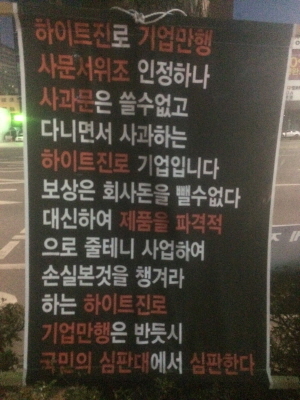 하이트진로 기업만행
사문서위조 인정하나
사과문은 쓸수없고
다니면서 사과하는
하이트진로 기업입니다
보상은 회사돈을 뺄수없다
대신하여 제품을 파격적
으로 줄테니 사업하여
손실본것을 챙겨라
하는 하이트진로
기업만행은 반듯시
국민의 심판대에서 심판한다